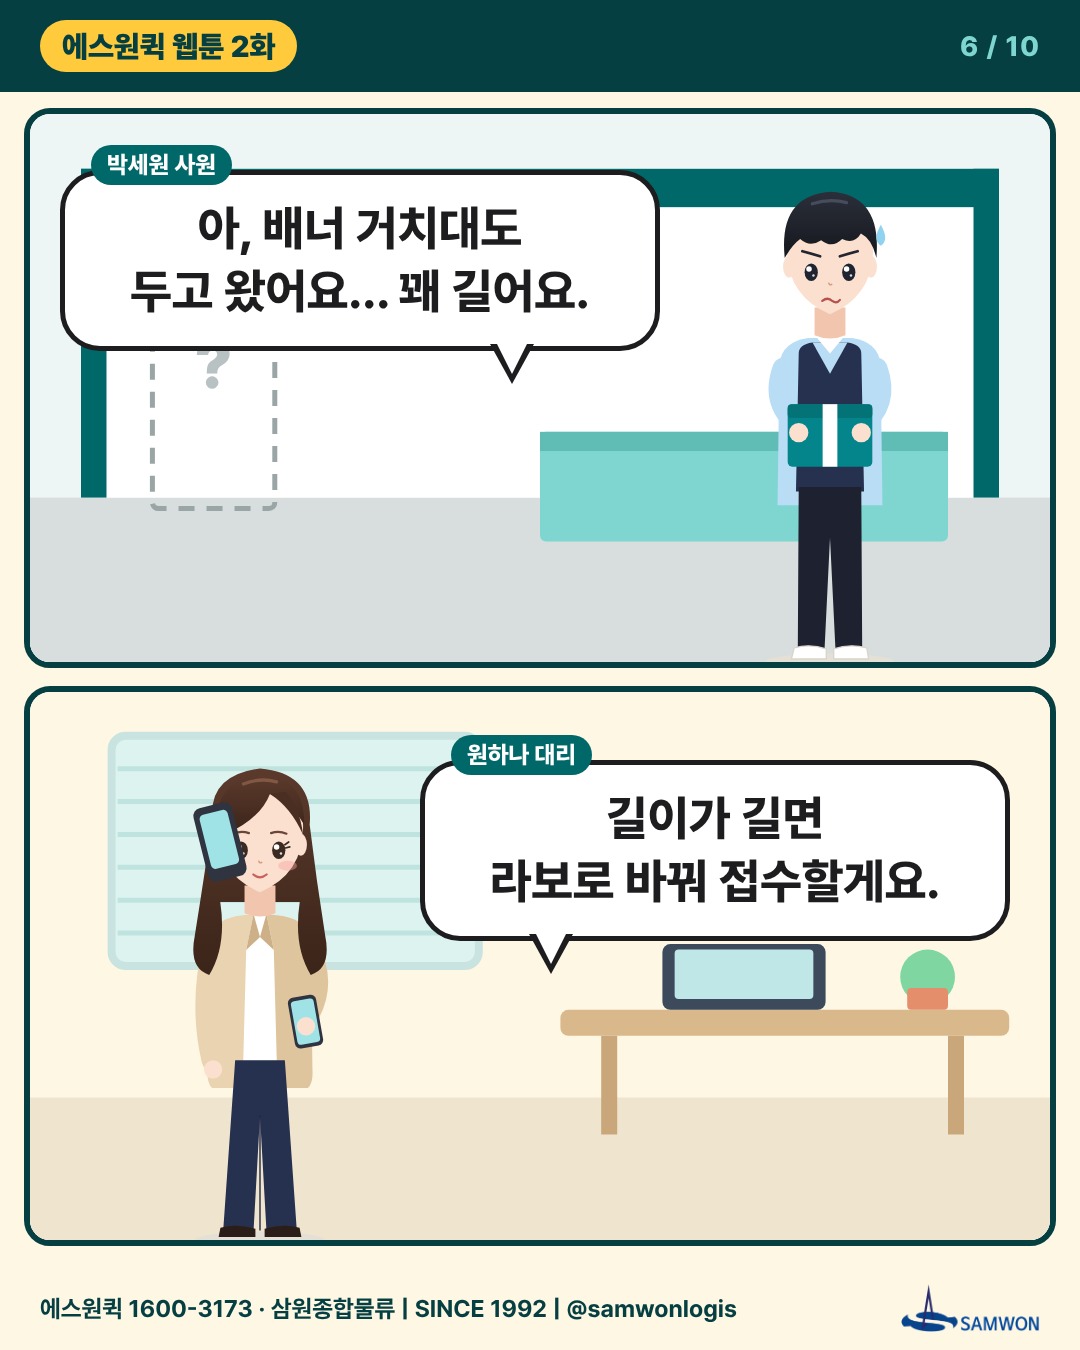 에스원퀵 웹툰 2화
6 / 10
박세원 사원
아, 배너 거치대도
두고 왔어요... 꽤 길어요.
?
원하나 대리
길이가 길면
라보로 바꿔 접수할게요.
에스원퀵 1600-3173 · 삼원종합물류 | SINCE 1992 | @samwonlogis
SAMWON